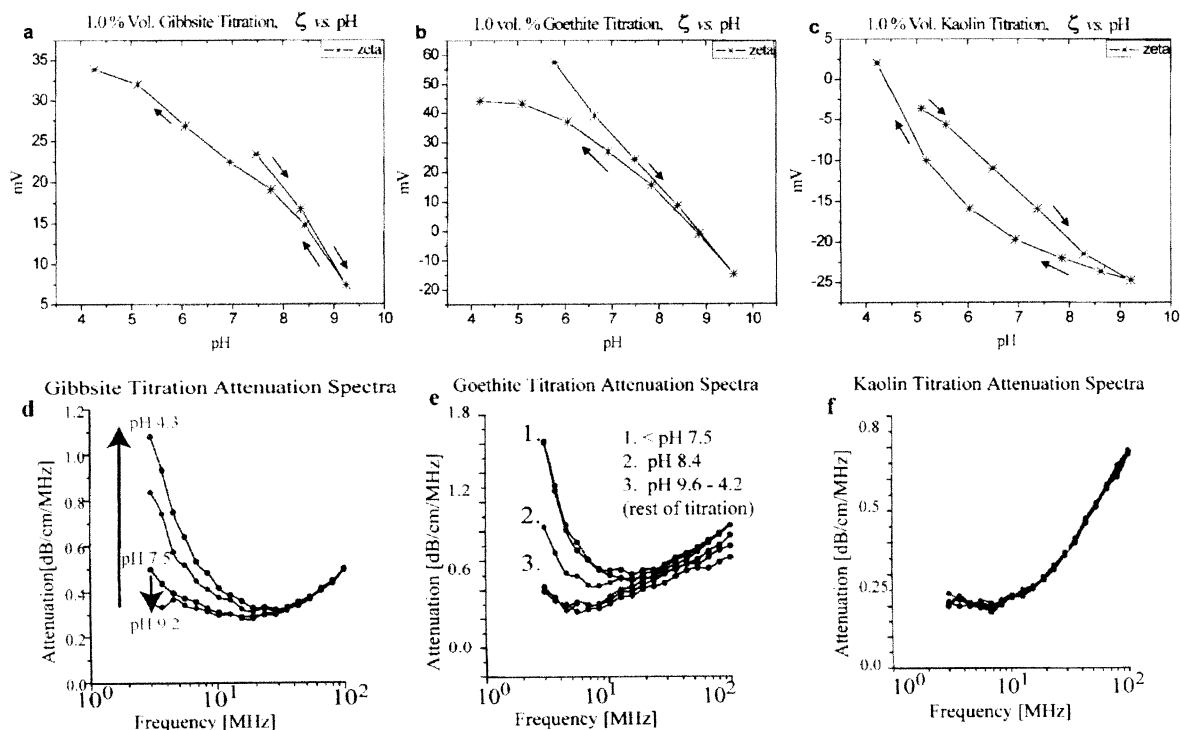 a
1.0 % Vol. Gibbsite Titration, ζ vs. pH
zeta
35
30
25
20
15
10
5
mV
4 5 6 7 8 9 10
pH
b
1.0 vol. % Goethite Titration, ζ vs. pH
zeta
60
50
40
30
20
10
0
-10
-20
mV
4 5 6 7 8 9 10
pH
c
1.0 % Vol. Kaolin Titration, ζ vs. pH
zeta
0
-5
-10
-15
-20
-25
mV
4 5 6 7 8 9 10
pH
Gibbsite Titration Attenuation Spectra
d
1.2
1.0
0.8
0.6
0.4
0.2
0.0
Attenuation[dB/cm/MHz]
pH 4.3
pH 7.5
pH 9.2
10⁰ 10¹ 10²
Frequency [MHz]
Goethite Titration Attenuation Spectra
e
1.8
1.2
0.6
0.0
Attenuation [dB/cm/MHz]
1.
2.
3.
1. < pH 7.5
2. pH 8.4
3. pH 9.6 - 4.2
(rest of titration)
10⁰ 10¹ 10²
Frequency [MHz]
Kaolin Titration Attenuation Spectra
f
0.8
0.5
0.25
0.0
Attenuation [dB/cm/MHz]
10⁰ 10¹ 10²
Frequency [MHz]